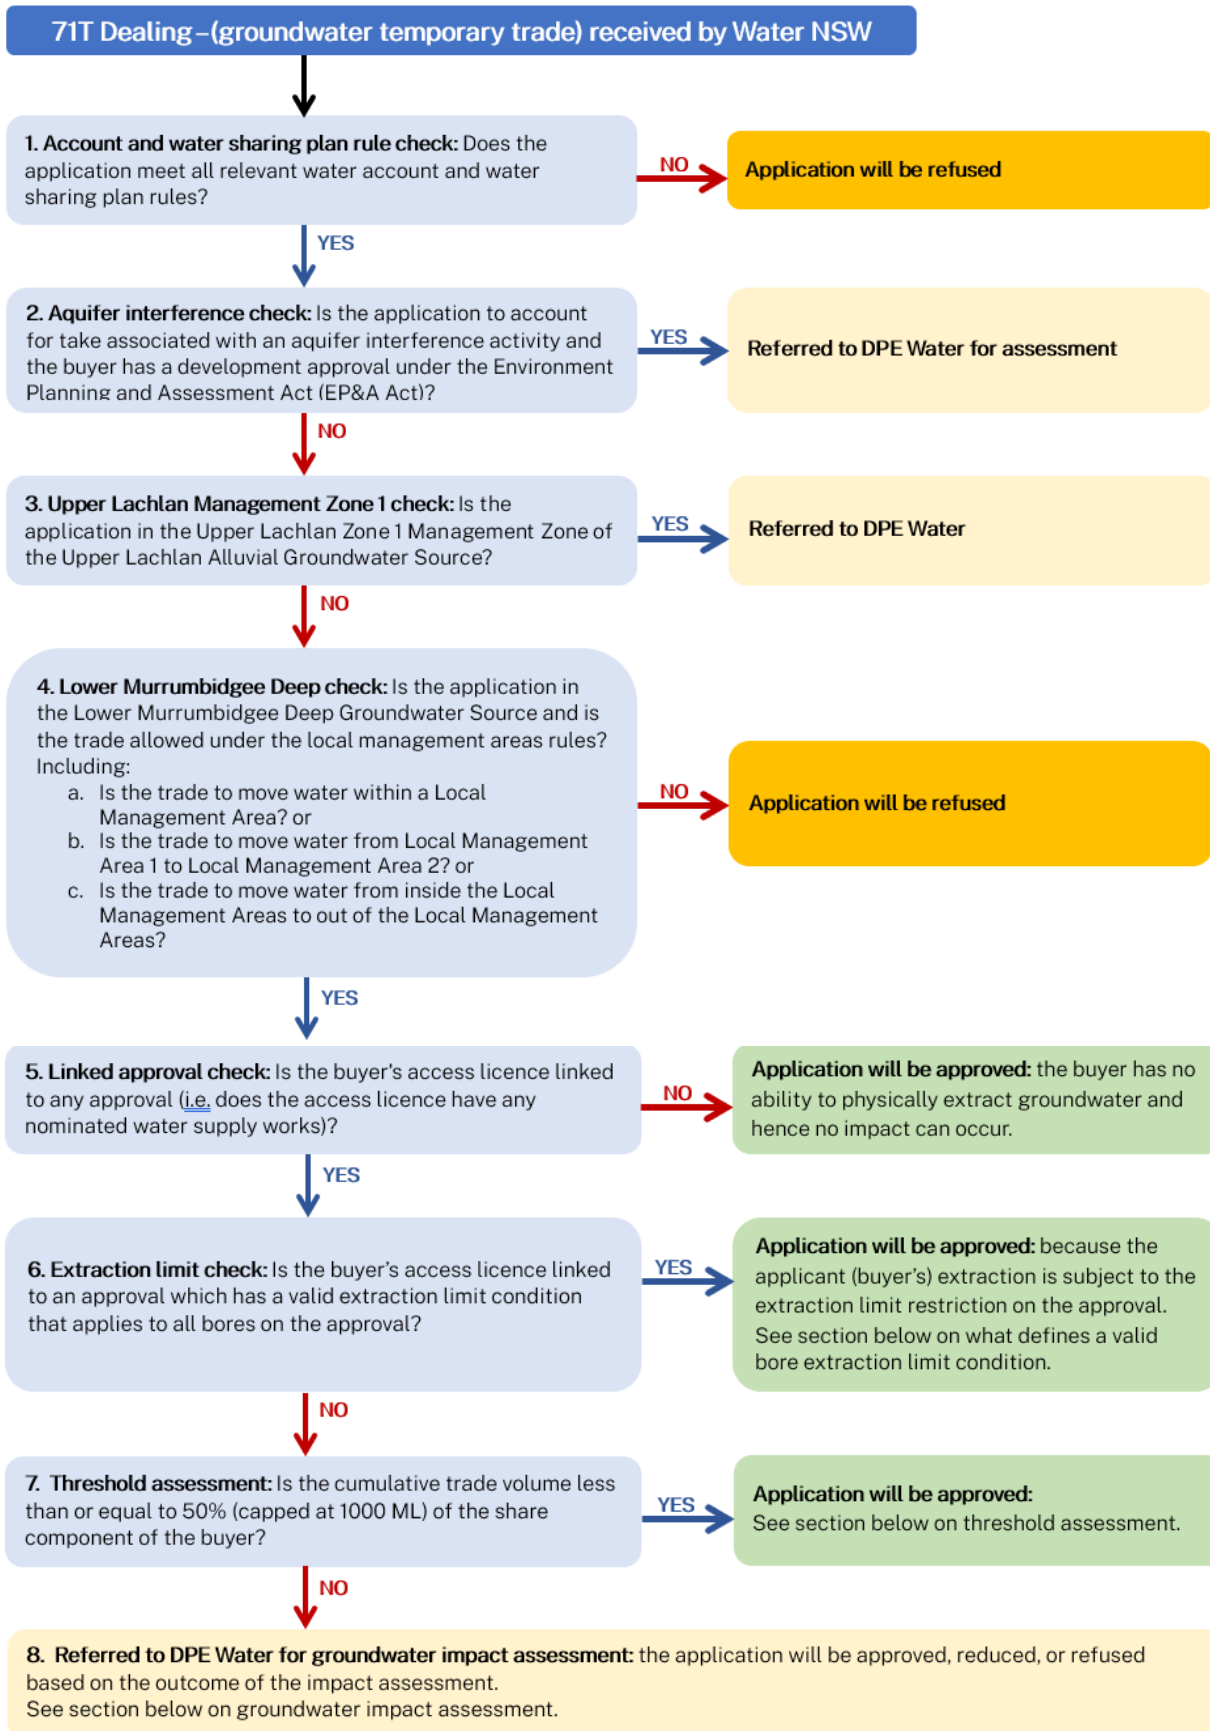 71T Dealing–(groundwater temporary trade) received by Water NSW
1. Account and water sharing plan rule check: Does the
application meet all relevant water account and water
sharing plan rules?
NO
Application will be refused
YES
2. Aquifer interference check: Is the application to account
for take associated with an aquifer interference activity and
the buyer has a development approval under the Environment
Planning and Assessment Act (EP&A Act)?
YES
Referred to DPE Water for assessment
NO
3. Upper Lachlan Management Zone 1 check: Is the
application in the Upper Lachlan Zone 1 Management Zone of
the Upper Lachlan Alluvial Groundwater Source?
YES
Referred to DPE Water
NO
4. Lower Murrumbidgee Deep check: Is the application in
the Lower Murrumbidgee Deep Groundwater Source and is
the trade allowed under the local management areas rules?
Including:
a. Is the trade to move water within a Local
Management Area? or
b. Is the trade to move water from Local Management
Area 1 to Local Management Area 2? or
c. Is the trade to move water from inside the Local
Management Areas to out of the Local Management
Areas?
NO
Application will be refused
YES
5. Linked approval check: Is the buyer's access licence linked
to any approval (i.e. does the access licence have any
nominated water supply works)?
NO
Application will be approved: the buyer has no
ability to physically extract groundwater and
hence no impact can occur.
YES
6. Extraction limit check: Is the buyer's access licence linked
to an approval which has a valid extraction limit condition
that applies to all bores on the approval?
YES
Application will be approved: because the
applicant (buyer's) extraction is subject to the
extraction limit restriction on the approval.
See section below on what defines a valid
bore extraction limit condition.
NO
7. Threshold assessment: Is the cumulative trade volume less
than or equal to 50% (capped at 1000 ML) of the share
component of the buyer?
YES
Application will be approved:
See section below on threshold assessment.
NO
8. Referred to DPE Water for groundwater impact assessment: the application will be approved, reduced, or refused
based on the outcome of the impact assessment.
See section below on groundwater impact assessment.